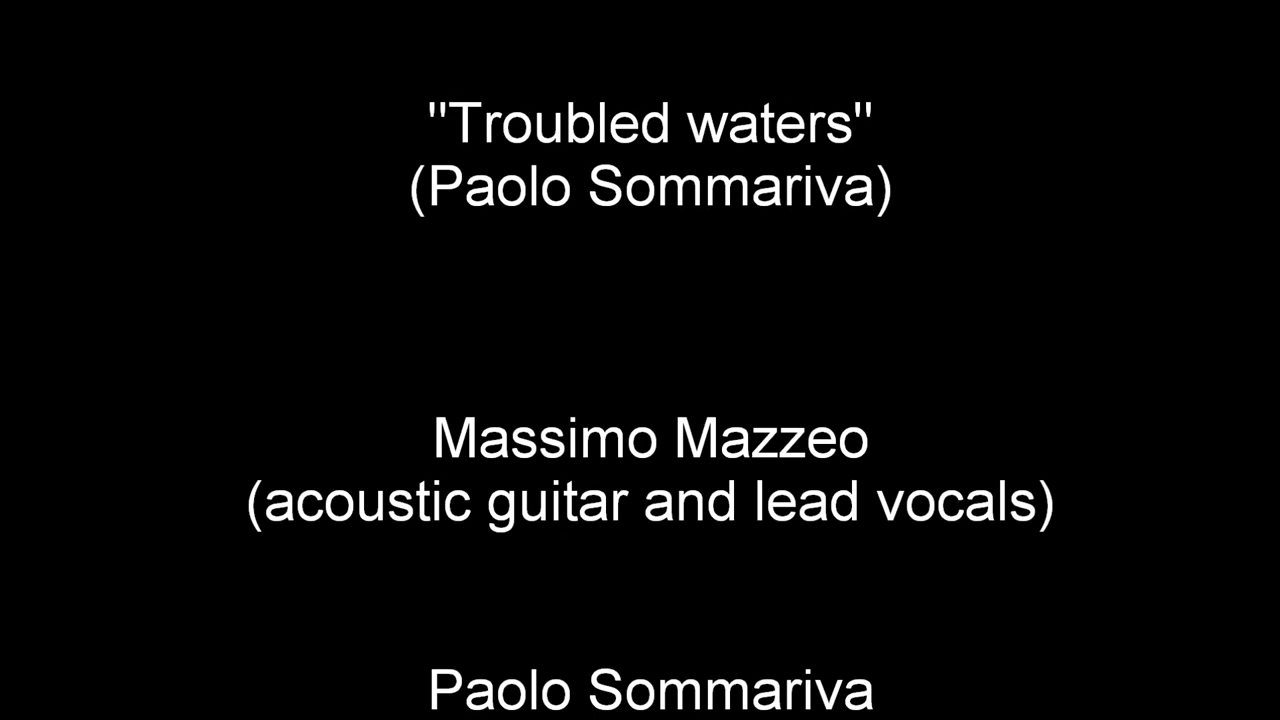 "Troubled waters"
(Paolo Sommariva)
Massimo Mazzeo
(acoustic guitar and lead vocals)
Paolo Sommariva